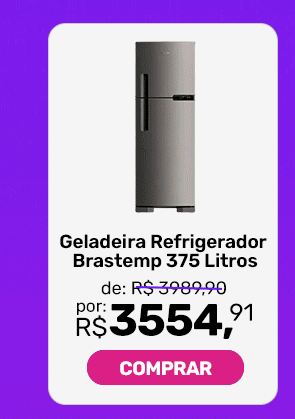 Geladeira Refrigerador
Brastemp 375 Litros
de: R$ 3989,90
por:
R$ 3554,91
COMPRAR